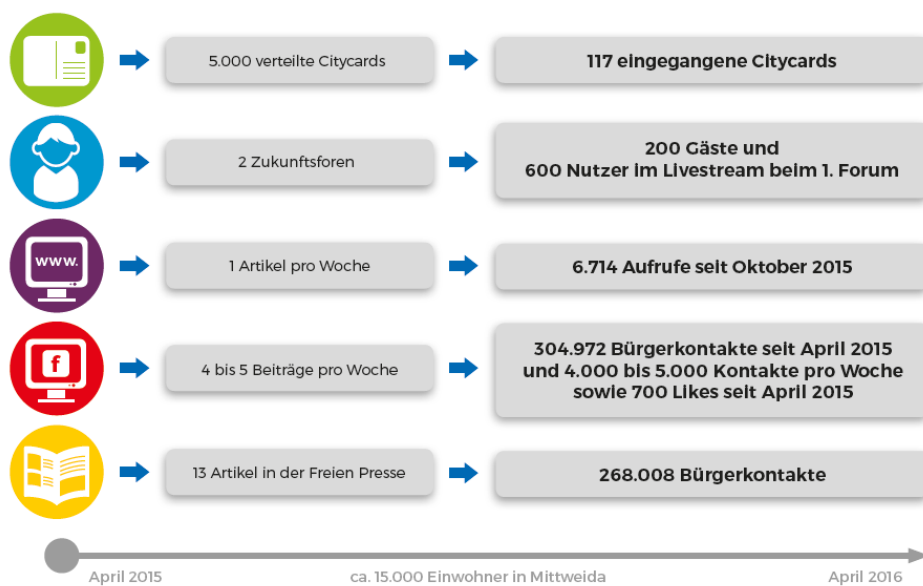 5.000 verteilte Citycards
117 eingegangene Citycards
2 Zukunftsforen
200 Gäste und
600 Nutzer im Livestream beim 1. Forum
www.
1 Artikel pro Woche
6.714 Aufrufe seit Oktober 2015
f
4 bis 5 Beiträge pro Woche
304.972 Bürgerkontakte seit April 2015
und 4.000 bis 5.000 Kontakte pro Woche
sowie 700 Likes seit April 2015
13 Artikel in der Freien Presse
268.008 Bürgerkontakte
April 2015
ca. 15.000 Einwohner in Mittweida
April 2016